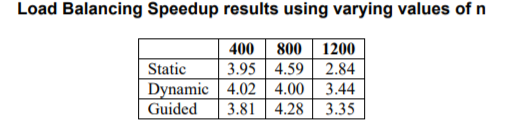 Load Balancing Speedup results using varying values of n
400 800 1200
Static 3.95 4.59 2.84
Dynamic 4.02 4.00 3.44
Guided 3.81 4.28 3.35